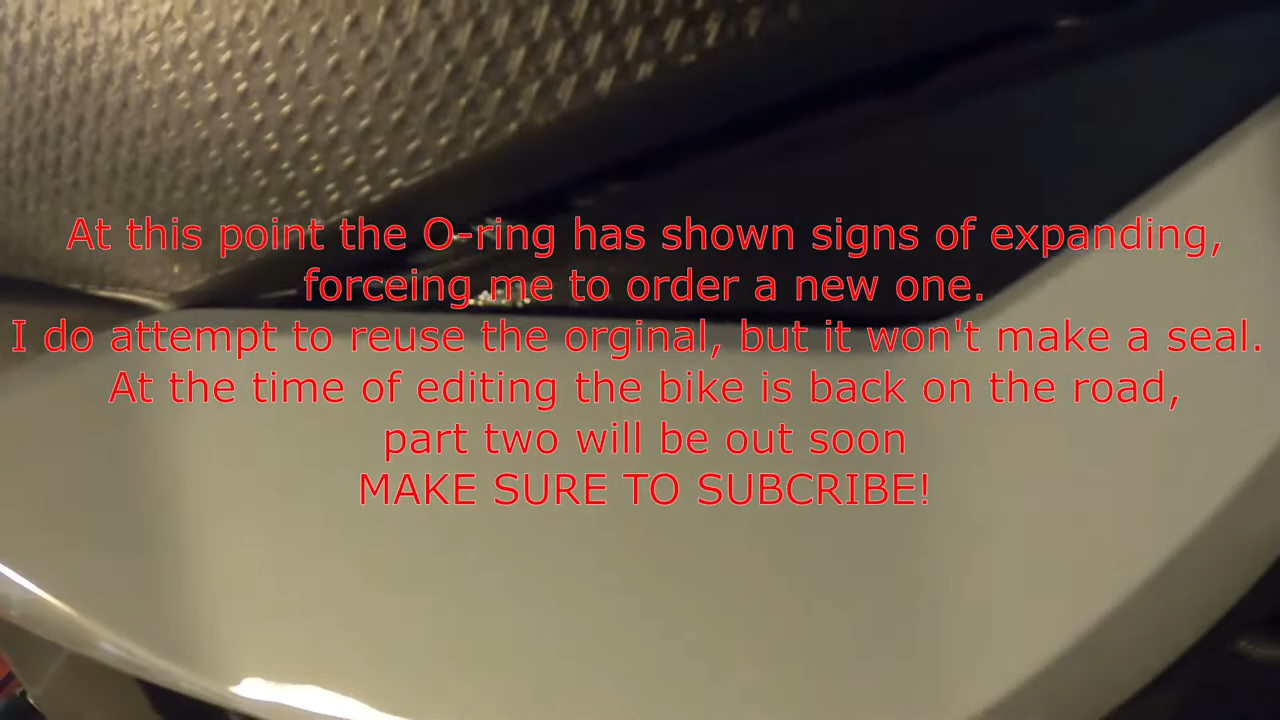 At this point the O-ring has shown signs of expanding,
forceing me to order a new one.
I do attempt to reuse the orginal, but it won't make a seal.
At the time of editing the bike is back on the road,
part two will be out soon
MAKE SURE TO SUBCRIBE!